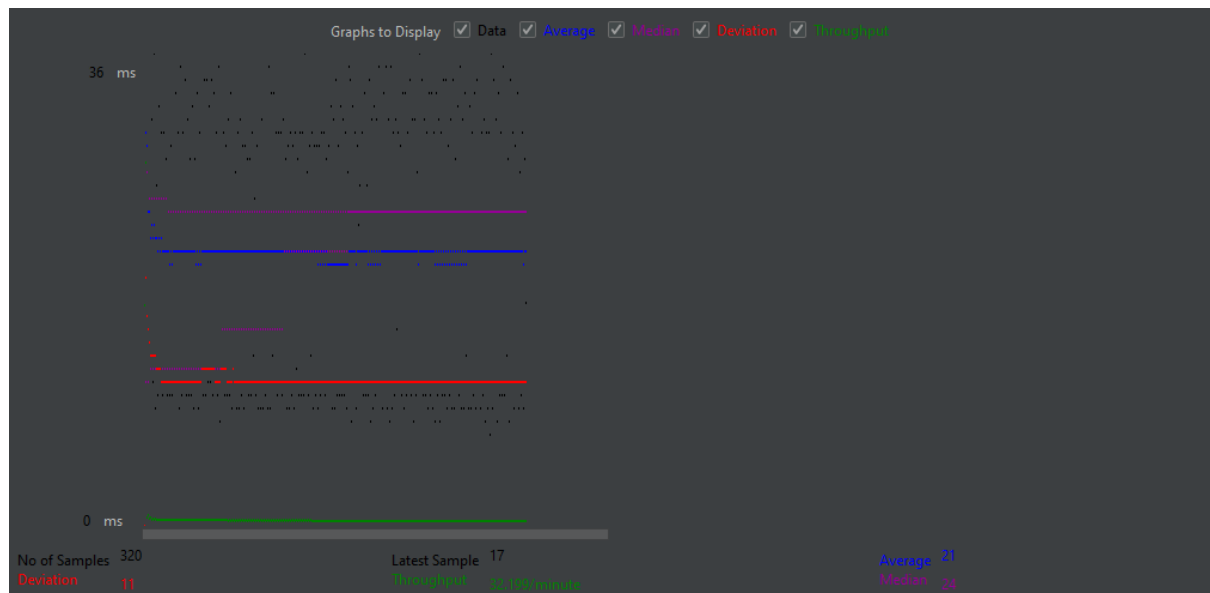 Graphs to Display Data Average Median Deviation Throughput
36 ms
0 ms
No of Samples 320 Latest Sample 17 Average 21
Deviation 11 Throughput 32.199/minute Median 24